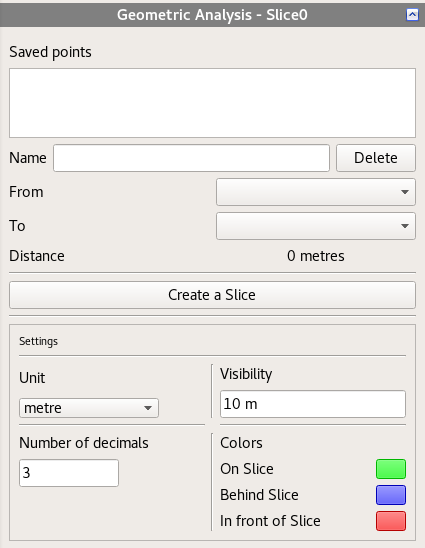 Geometric Analysis - Slice0
Saved points
Name
Delete
From
To
Distance 0 metres
Create a Slice
Settings
Unit
metre
Visibility
10 m
Number of decimals
3
Colors
On Slice
Behind Slice
In front of Slice